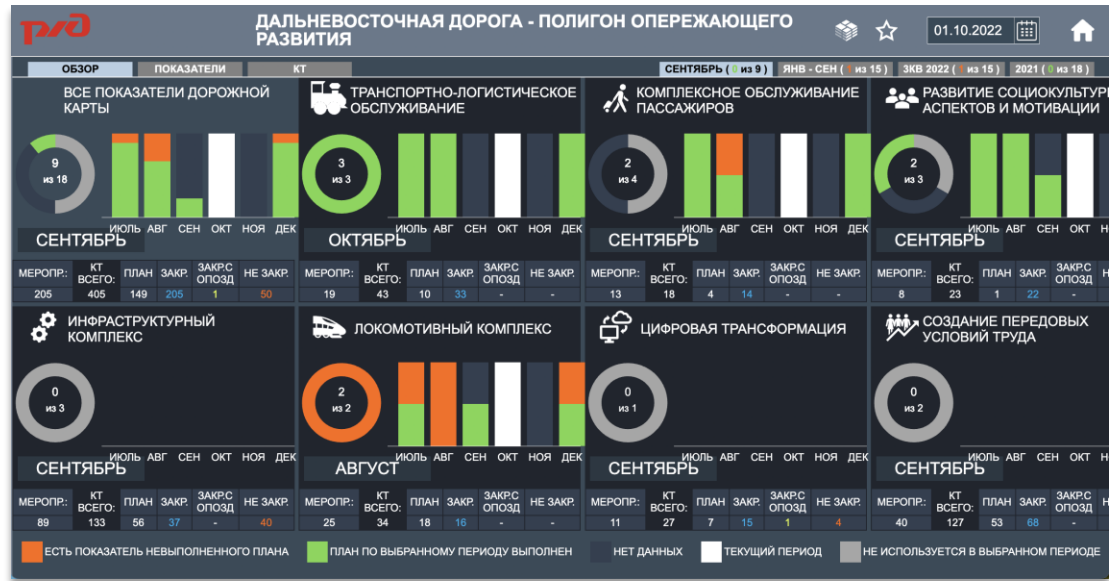 ржд
ДАЛЬНЕВОСТОЧНАЯ ДОРОГА - ПОЛИГОН ОПЕРЕЖАЮЩЕГО
РАЗВИТИЯ
01.10.2022
ОБЗОР ПОКАЗАТЕЛИ КТ
СЕНТЯБРЬ ( 0 из 9 ) ЯНВ - СЕН ( из 15 ) 3КВ 2022 ( из 15 ) 2021 ( 0 из 18 )
ВСЕ ПОКАЗАТЕЛИ ДОРОЖНОЙ
КАРТЫ
9
из 18
ИЮЛЬ АВГ СЕН ОКТ НОЯ ДЕК
СЕНТЯБРЬ
МЕРОПР.: КТ ВСЕГО: ПЛАН ЗАКР. ЗАКР.С ОПОЗД НЕ ЗАКР.
205 405 149 205 1 50
ТРАНСПОРТНО-ЛОГИСТИЧЕСКОЕ
ОБСЛУЖИВАНИЕ
3
из 3
ИЮЛЬ АВГ СЕН ОКТ НОЯ ДЕК
ОКТЯБРЬ
МЕРОПР.: КТ ВСЕГО: ПЛАН ЗАКР. ЗАКР.С ОПОЗД НЕ ЗАКР.
19 43 10 33 - -
КОМПЛЕКСНОЕ ОБСЛУЖИВАНИЕ
ПАССАЖИРОВ
2
из 4
ИЮЛЬ АВГ СЕН ОКТ НОЯ ДЕК
СЕНТЯБРЬ
МЕРОПР.: КТ ВСЕГО: ПЛАН ЗАКР. ЗАКР.С ОПОЗД НЕ ЗАКР.
13 18 4 14 - -
РАЗВИТИЕ СОЦИОКУЛЬТУР
АСПЕКТОВ И МОТИВАЦИИ
2
из 3
ИЮЛЬ АВГ СЕН ОКТ
СЕНТЯБРЬ
МЕРОПР.: КТ ВСЕГО: ПЛАН ЗАКР. ЗАКР.С ОПОЗД
8 23 1 22 -
ИНФРАСТРУКТУРНЫЙ
КОМПЛЕКС
0
из 3
ИЮЛЬ АВГ СЕН ОКТ НОЯ ДЕК
СЕНТЯБРЬ
МЕРОПР.: КТ ВСЕГО: ПЛАН ЗАКР. ЗАКР.С ОПОЗД НЕ ЗАКР.
89 133 56 37 - 40
ЛОКОМОТИВНЫЙ КОМПЛЕКС
2
из 2
ИЮЛЬ АВГ СЕН ОКТ НОЯ ДЕК
АВГУСТ
МЕРОПР.: КТ ВСЕГО: ПЛАН ЗАКР. ЗАКР.С ОПОЗД НЕ ЗАКР.
25 34 18 16 - -
ЦИФРОВАЯ ТРАНСФОРМАЦИЯ
0
из 1
ИЮЛЬ АВГ СЕН ОКТ НОЯ ДЕК
СЕНТЯБРЬ
МЕРОПР.: КТ ВСЕГО: ПЛАН ЗАКР. ЗАКР.С ОПОЗД НЕ ЗАКР.
11 27 7 15 1 4
СОЗДАНИЕ ПЕРЕДОВЫХ
УСЛОВИЙ ТРУДА
0
из 2
ИЮЛЬ АВГ СЕН ОКТ
СЕНТЯБРЬ
МЕРОПР.: КТ ВСЕГО: ПЛАН ЗАКР. ЗАКР.С ОПОЗД
40 127 53 68 -
ЕСТЬ ПОКАЗАТЕЛЬ НЕВЫПОЛНЕННОГО ПЛАНА ПЛАН ПО ВЫБРАННОМУ ПЕРИОДУ ВЫПОЛНЕН НЕТ ДАННЫХ ТЕКУЩИЙ ПЕРИОД НЕ ИСПОЛЬЗУЕТСЯ В ВЫБРАННОМ ПЕРИОДЕ